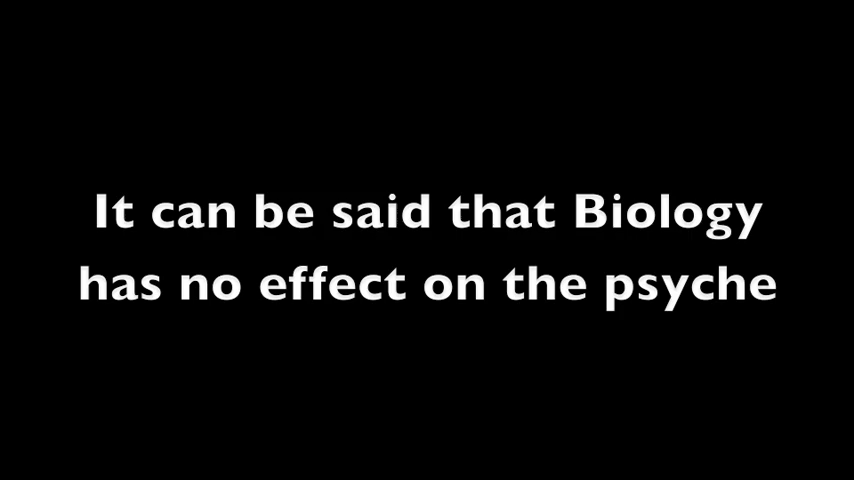 It can be said that Biology
has no effect on the psyche